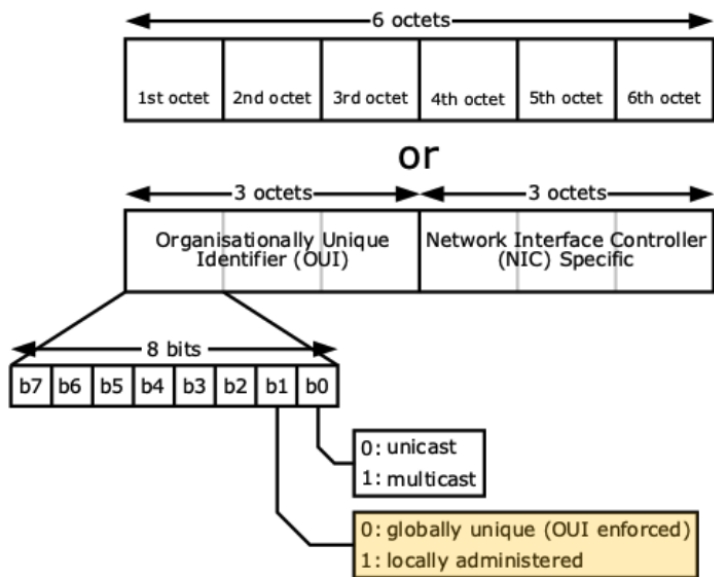 6 octets
1st octet 2nd octet 3rd octet 4th octet 5th octet 6th octet
or
3 octets 3 octets
Organisationally Unique
Identifier (OUI)
Network Interface Controller
(NIC) Specific
8 bits
b7 b6 b5 b4 b3 b2 b1 b0
0: unicast
1: multicast
0: globally unique (OUI enforced)
1: locally administered